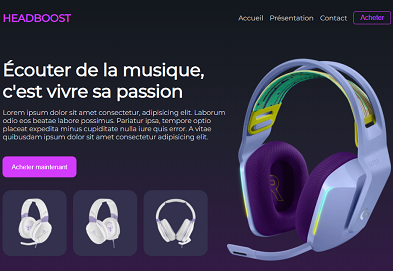 HEADBOOST
Accueil Présentation Contact Acheter
Écouter de la musique,
c'est vivre sa passion
Lorem ipsum dolor sit amet consectetur, adipisicing elit. Laborum
odio eos beatae labore possimus. Pariatur ipsa, tempore optio
placeat expedita minus cupiditate nulla iure quis error. A vitae
quibusdam ipsum dolor sit amet consectetur adipisicing elit.
Acheter maintenant